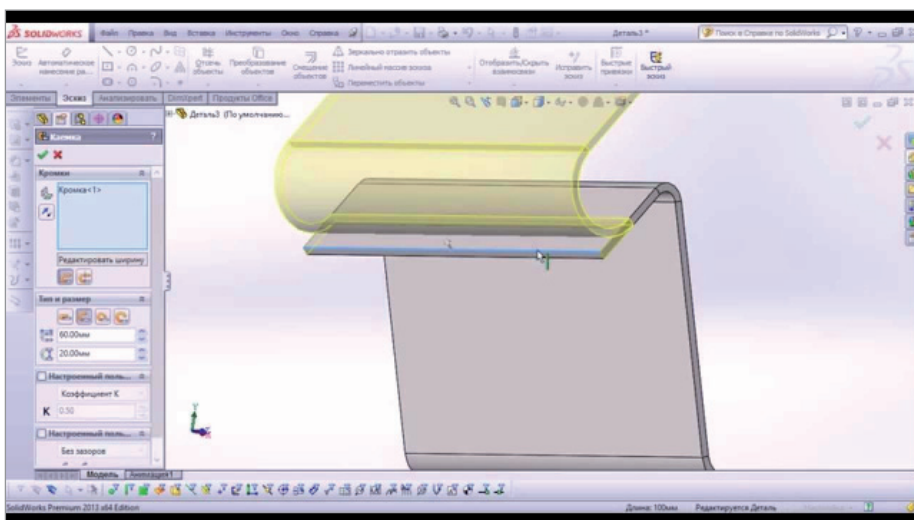 SOLIDWORKS Файл Правка Вид Вставка Инструменты Окно Справка Деталь3 * Поиск в Справка по SolidWorks
Эскиз Автоматическое нанесение ра... Отсечь объекты Преобразование объектов Смещение объектов Зеркально отразить объекты Отобразить/Скрыть взаимосвязи Исправить эскиз Быстрые привязки Быстрый эскиз
Линейный массив эскиза
Переместить объекты
Элементы Эскиз Анализировать DimXpert Продукты Office
Деталь3 (По умолчанию...
Каемка ?
Кромки
Кромка<1>
Редактировать ширину
Тип и размер
60.00мм
20.00мм
Настроенный поль...
Коэффициент K
K 0.50
Настроенный поль...
Без зазоров
Модель Анимация1
SolidWorks Premium 2013 x64 Edition Длина: 100мм Редактируется Деталь